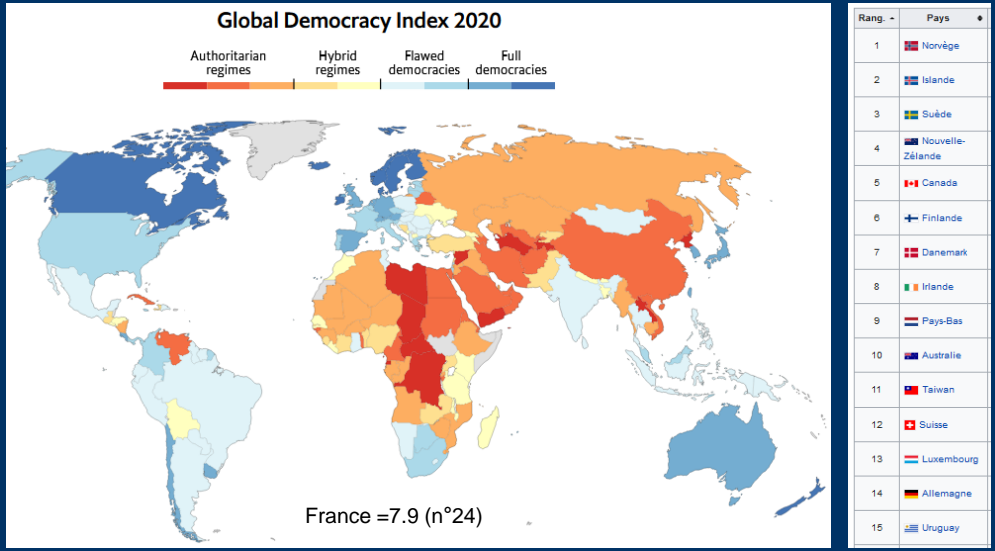 Global Democracy Index 2020
Authoritarian
regimes
Hybrid
regimes
Flawed
democracies
Full
democracies
France =7.9 (n°24)
Rang. Pays
1 Norvège
2 Islande
3 Suède
4 Nouvelle-
Zélande
5 Canada
6 Finlande
7 Danemark
8 Irlande
9 Pays-Bas
10 Australie
11 Taiwan
12 Suisse
13 Luxembourg
14 Allemagne
15 Uruguay